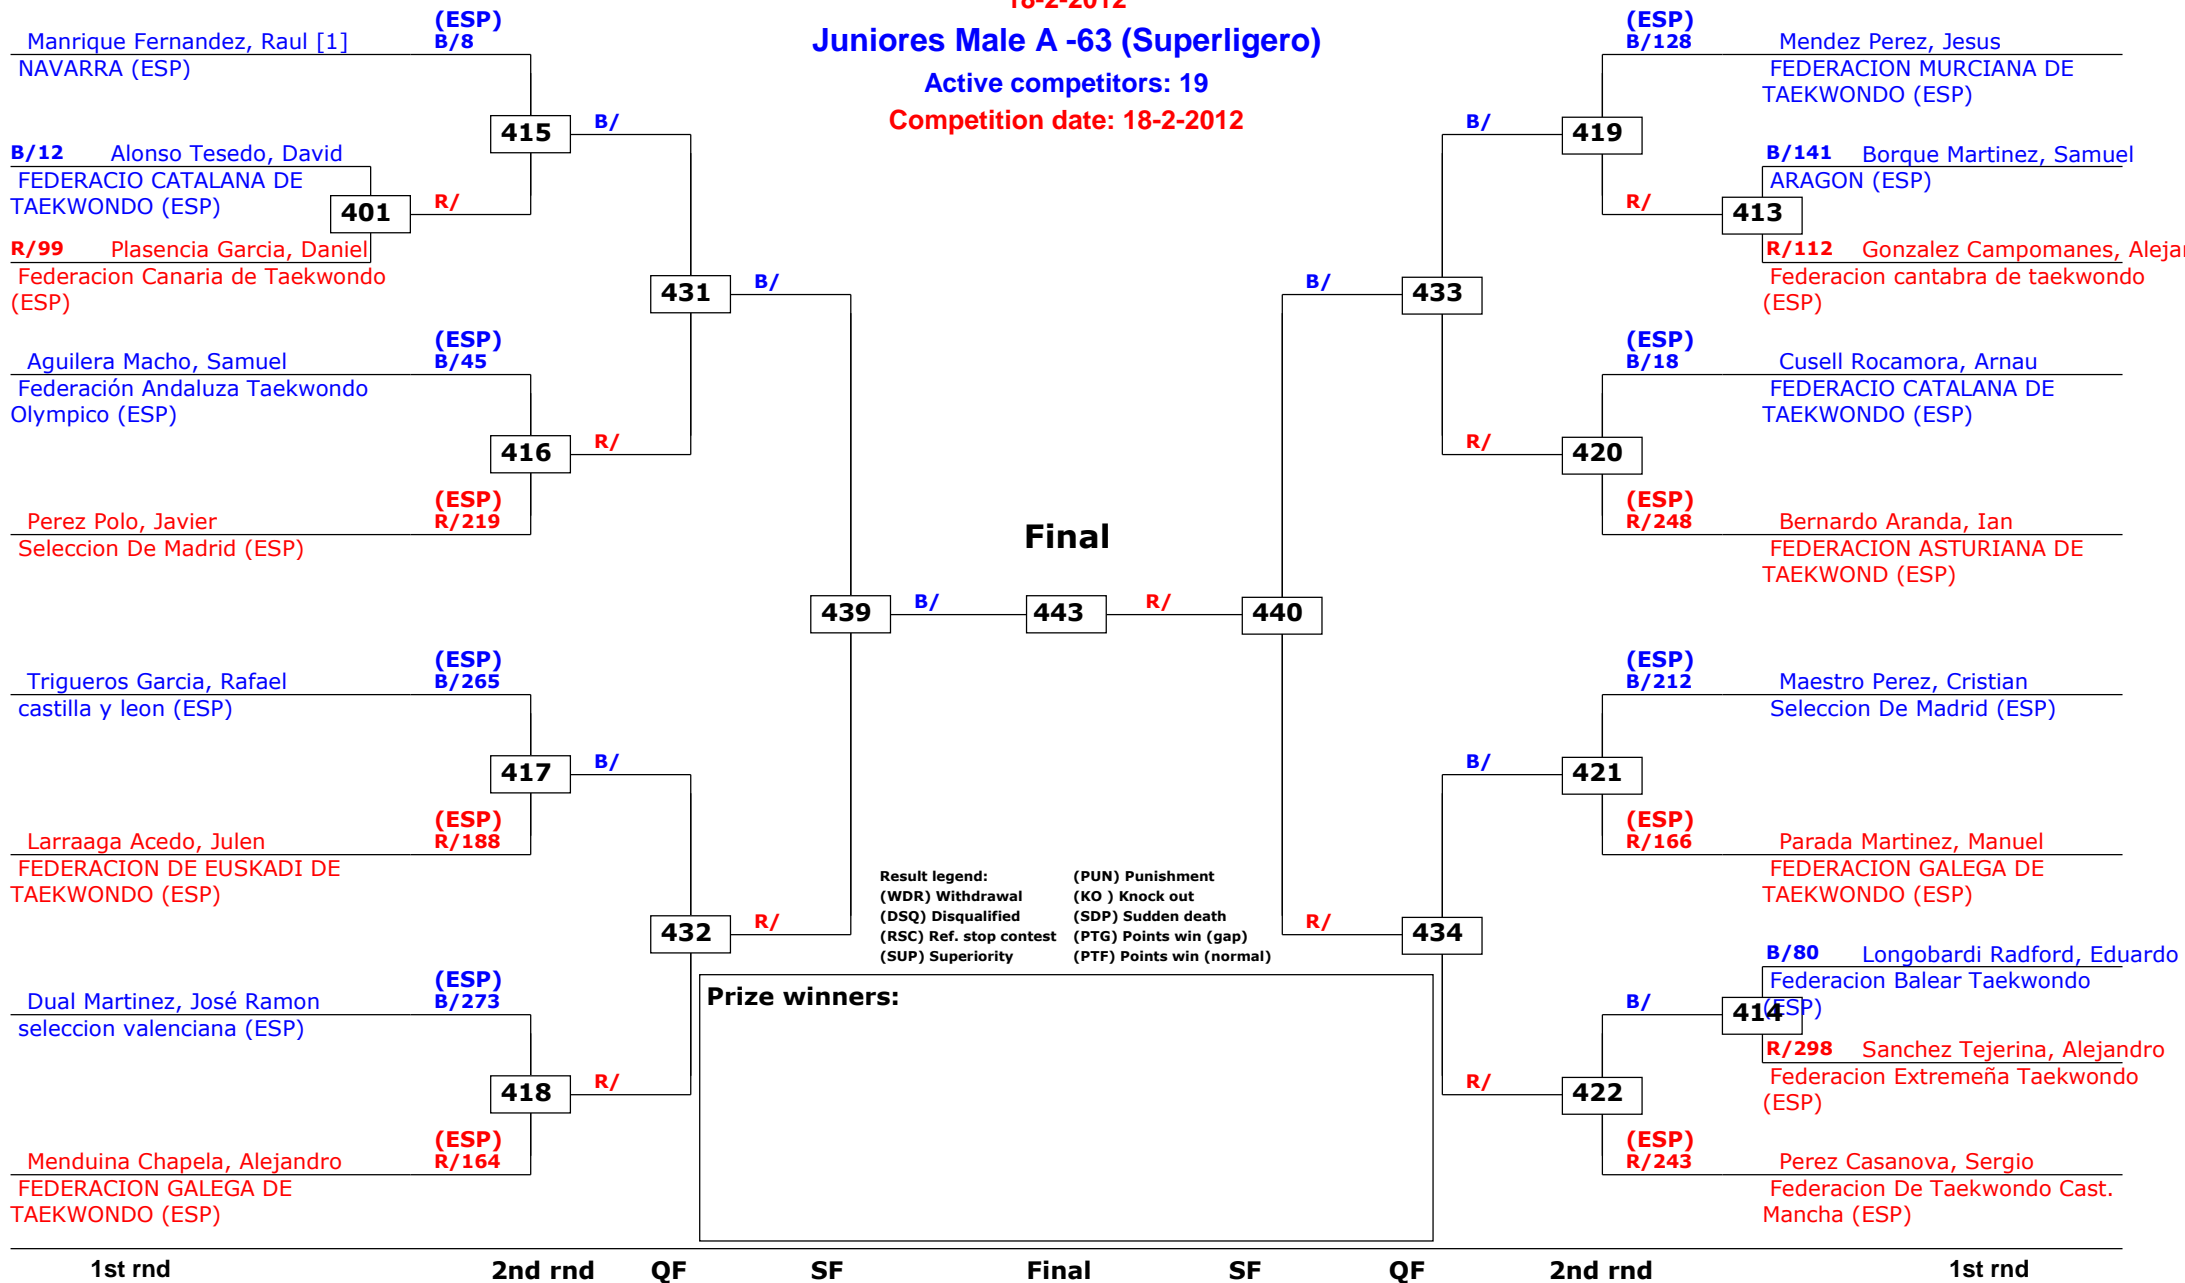 18-2-2012
Juniores Male A -63 (Superligero)
Active competitors: 19
Competition date: 18-2-2012
(ESP)
Manrique Fernandez, Raul [1] B/8
NAVARRA (ESP)
415
B/
B/12 Alonso Tesedo, David
FEDERACIO CATALANA DE
TAEKWONDO (ESP)
401
R/
R/99 Plasencia Garcia, Daniel
Federacion Canaria de Taekwondo
(ESP)
431
B/
(ESP)
Aguilera Macho, Samuel B/45
Federación Andaluza Taekwondo
Olympico (ESP)
416
R/
(ESP)
Perez Polo, Javier R/219
Seleccion De Madrid (ESP)
439
B/
(ESP)
Trigueros Garcia, Rafael B/265
castilla y leon (ESP)
417
B/
(ESP)
Larraaga Acedo, Julen R/188
FEDERACION DE EUSKADI DE
TAEKWONDO (ESP)
432
R/
(ESP)
Dual Martinez, José Ramon B/273
seleccion valenciana (ESP)
418
R/
(ESP)
Menduina Chapela, Alejandro R/164
FEDERACION GALEGA DE
TAEKWONDO (ESP)
Final
443
R/
440
(ESP)
B/128 Mendez Perez, Jesus
FEDERACION MURCIANA DE
TAEKWONDO (ESP)
B/
419
B/141 Borque Martinez, Samuel
ARAGON (ESP)
R/
413
R/112 Gonzalez Campomanes, Aleja
Federacion cantabra de taekwondo
(ESP)
B/
433
(ESP)
B/18 Cusell Rocamora, Arnau
FEDERACIO CATALANA DE
TAEKWONDO (ESP)
R/
420
(ESP)
R/248 Bernardo Aranda, Ian
FEDERACION ASTURIANA DE
TAEKWOND (ESP)
(ESP)
B/212 Maestro Perez, Cristian
Seleccion De Madrid (ESP)
B/
421
(ESP)
R/166 Parada Martinez, Manuel
FEDERACION GALEGA DE
TAEKWONDO (ESP)
R/
434
B/80 Longobardi Radford, Eduardo
Federacion Balear Taekwondo
(ESP)
B/
414
R/298 Sanchez Tejerina, Alejandro
Federacion Extremeña Taekwondo
(ESP)
R/
422
(ESP)
R/243 Perez Casanova, Sergio
Federacion De Taekwondo Cast.
Mancha (ESP)
Result legend: (PUN) Punishment
(WDR) Withdrawal (KO ) Knock out
(DSQ) Disqualified (SDP) Sudden death
(RSC) Ref. stop contest (PTG) Points win (gap)
(SUP) Superiority (PTF) Points win (normal)
Prize winners:
1st rnd 2nd rnd QF SF Final SF QF 2nd rnd 1st rnd